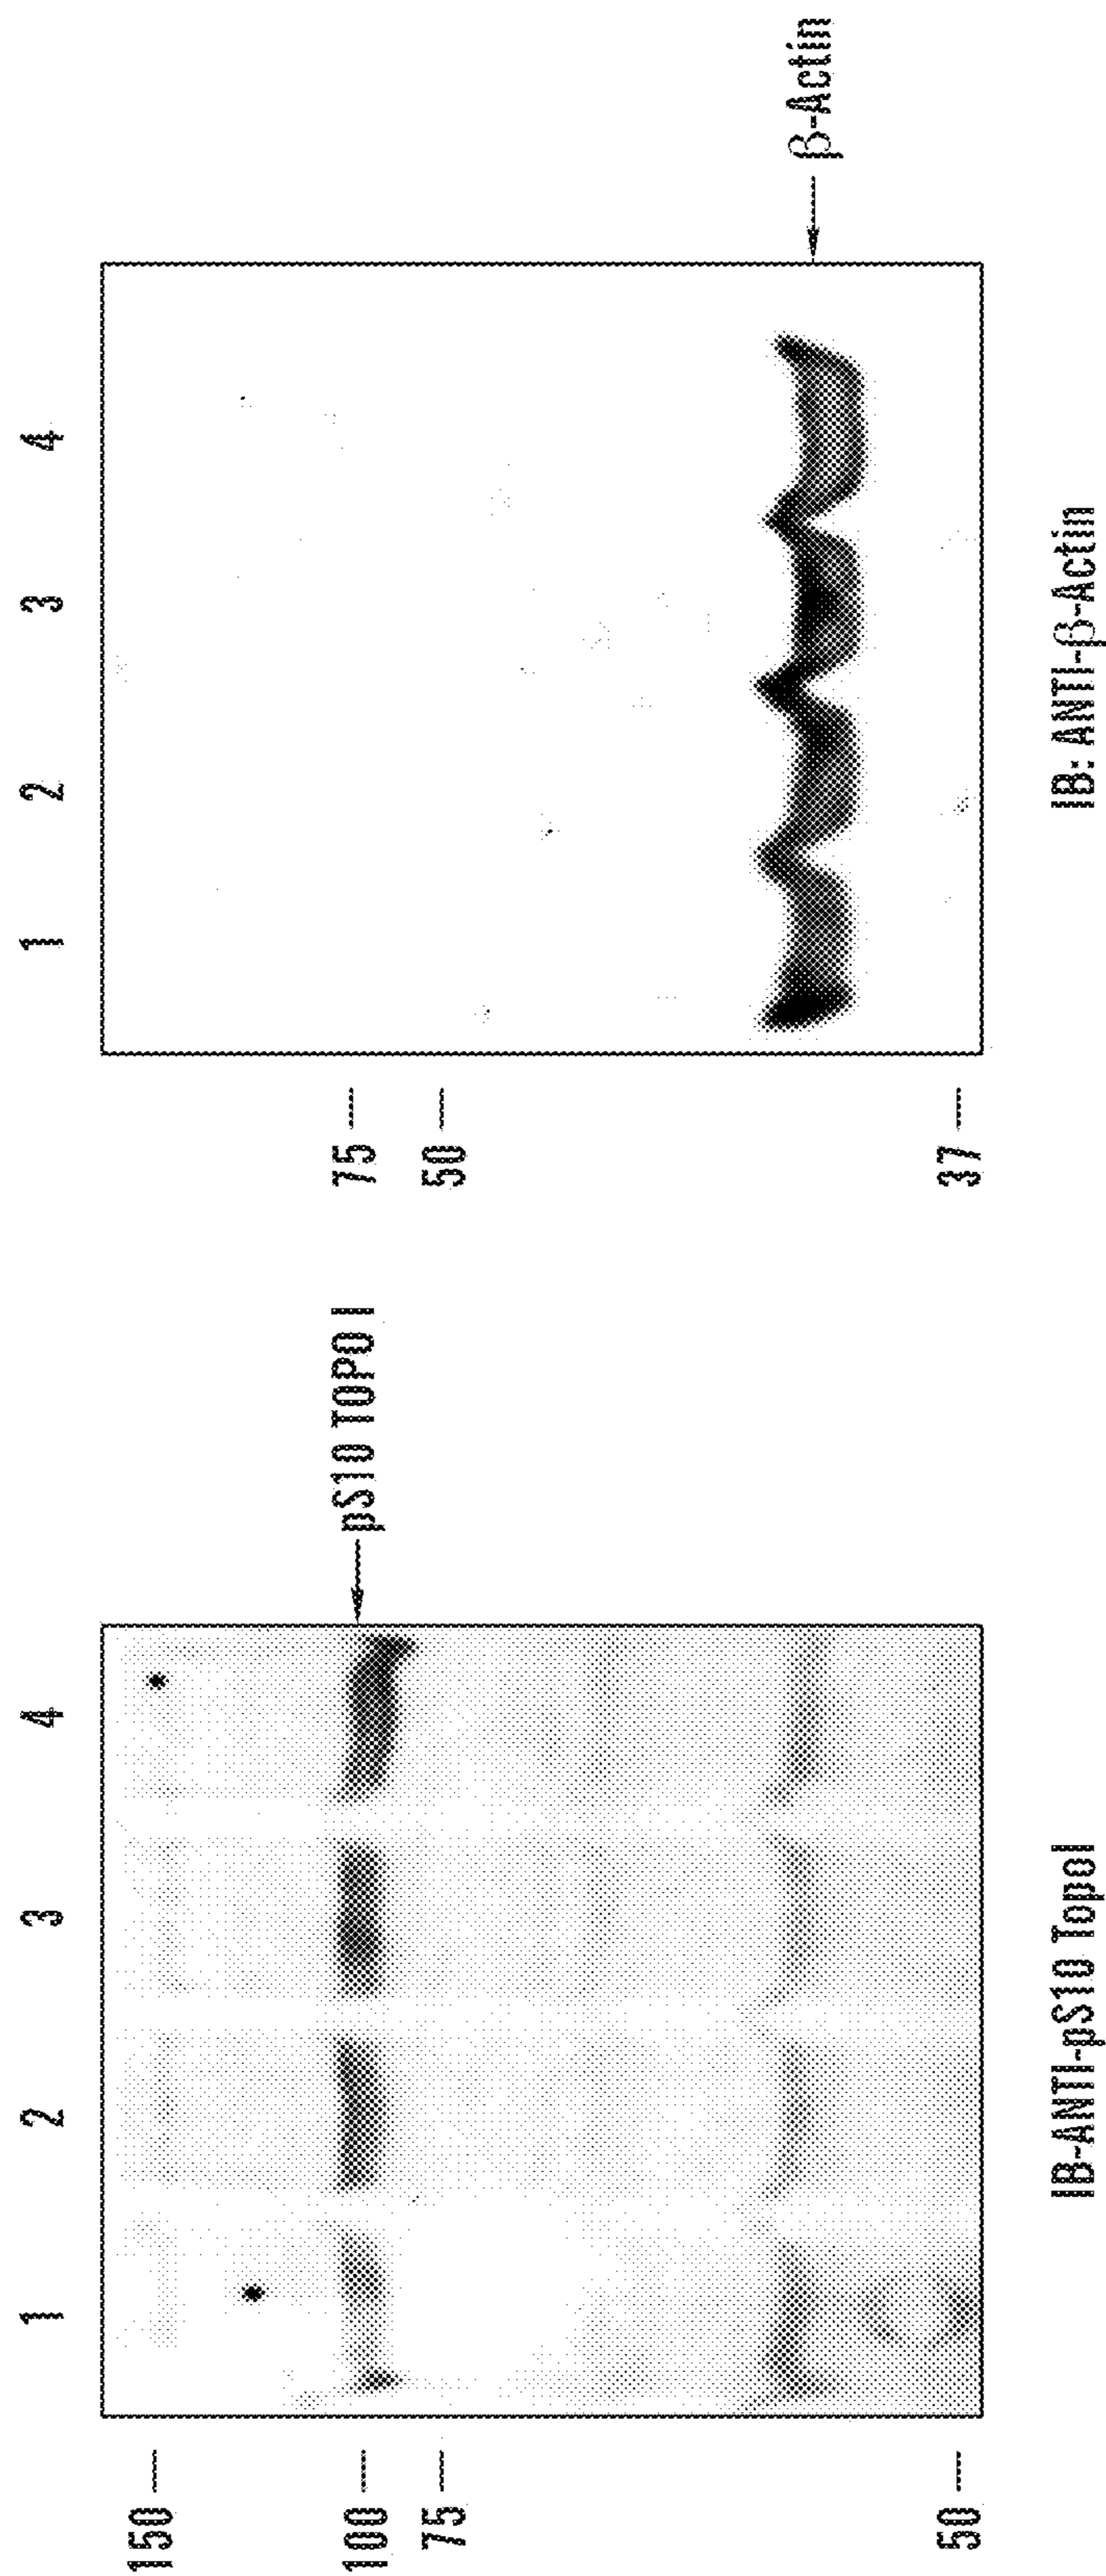 1 2 3 4
150
100
75
50
pS10 TOPO I
IB-ANTI-pS10 TopoI
1 2 3 4
75
50
37
β-Actin
IB: ANTI-β-Actin